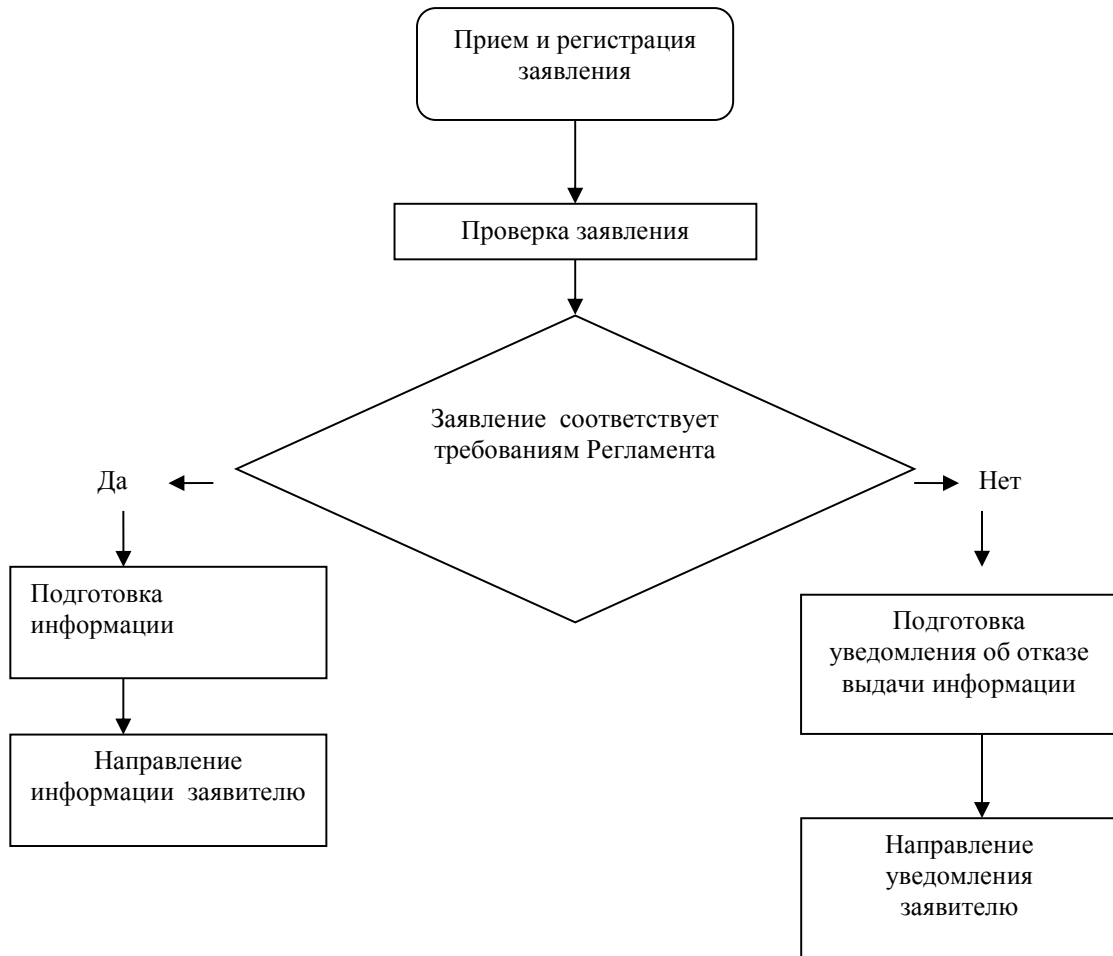 Прием и регистрация
заявления
Проверка заявления
Заявление соответствует
требованиям Регламента
Да
Нет
Подготовка
информации
Подготовка
уведомления об отказе
выдачи информации
Направление
информации заявителю
Направление
уведомления
заявителю